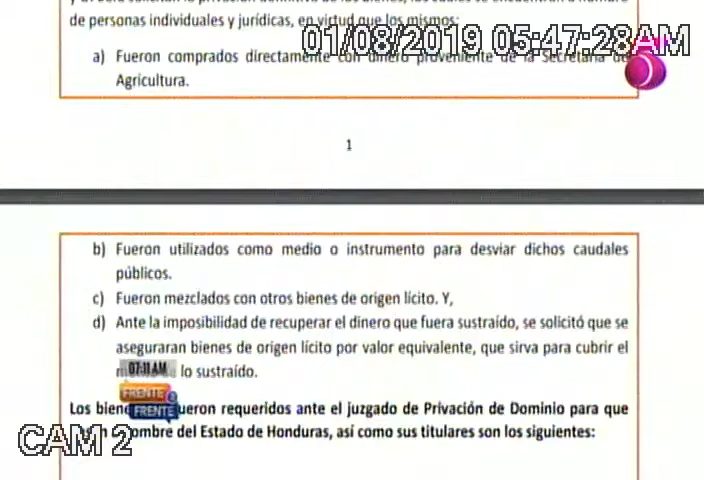 de personas individuales y jurídicas, en virtud que los mismos:
01/08/2019 05:47:28AM
a) Fueron comprados directamente con dinero proveniente de la Secretaría de
Agricultura.
1
b) Fueron utilizados como medio o instrumento para desviar dichos caudales
públicos.
c) Fueron mezclados con otros bienes de origen lícito. Y,
d) Ante la imposibilidad de recuperar el dinero que fuera sustraído, se solicitó que se
aseguraran bienes de origen lícito por valor equivalente, que sirva para cubrir el
lo sustraído.
07:11 AM
FRENTE
FRENTE
Los ueron requeridos ante el juzgado de Privación de Dominio para que
nombre del Estado de Honduras, así como sus titulares son los siguientes:
CAM 2